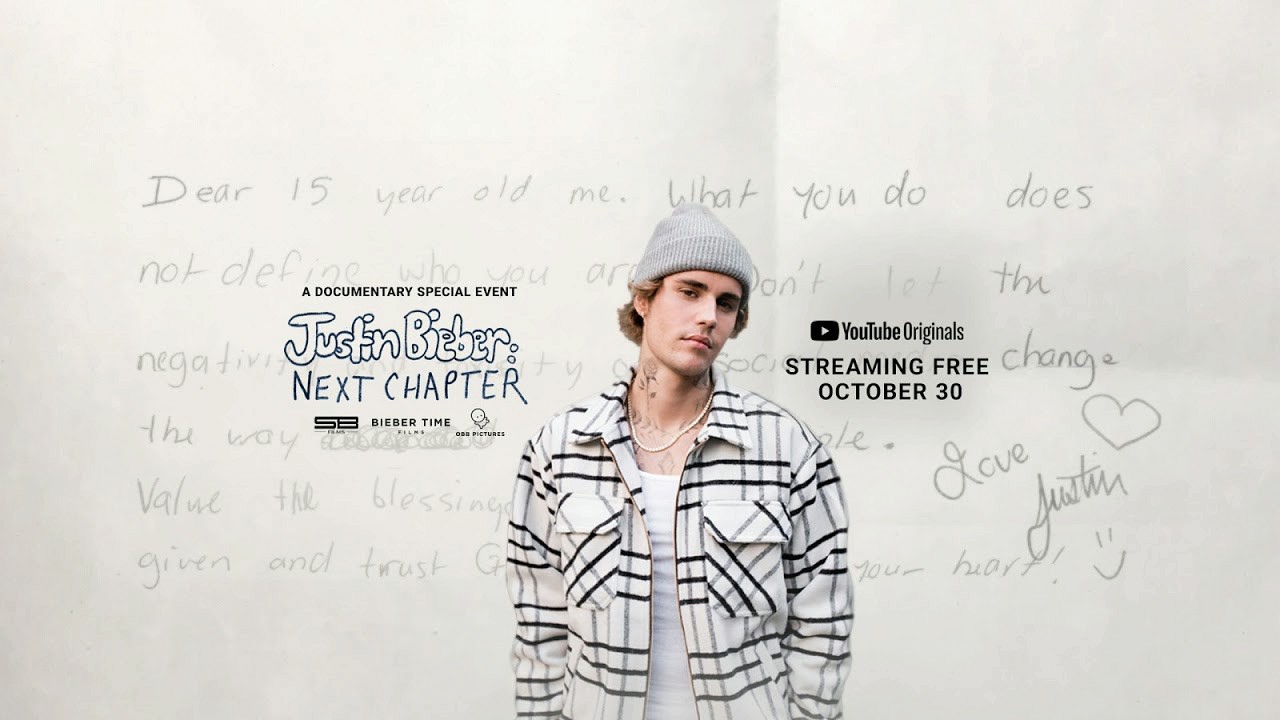 Dear 15 year old me. What you do does
not define who you are Don't let the
A DOCUMENTARY SPECIAL EVENT
Justin Bieber:
NEXT CHAPTER
SB FILMS
BIEBER TIME FILMS
OBB PICTURES
YouTube Originals
STREAMING FREE
OCTOBER 30
change
the way
Value the blessings
given and trust
your heart!
Love
Justin